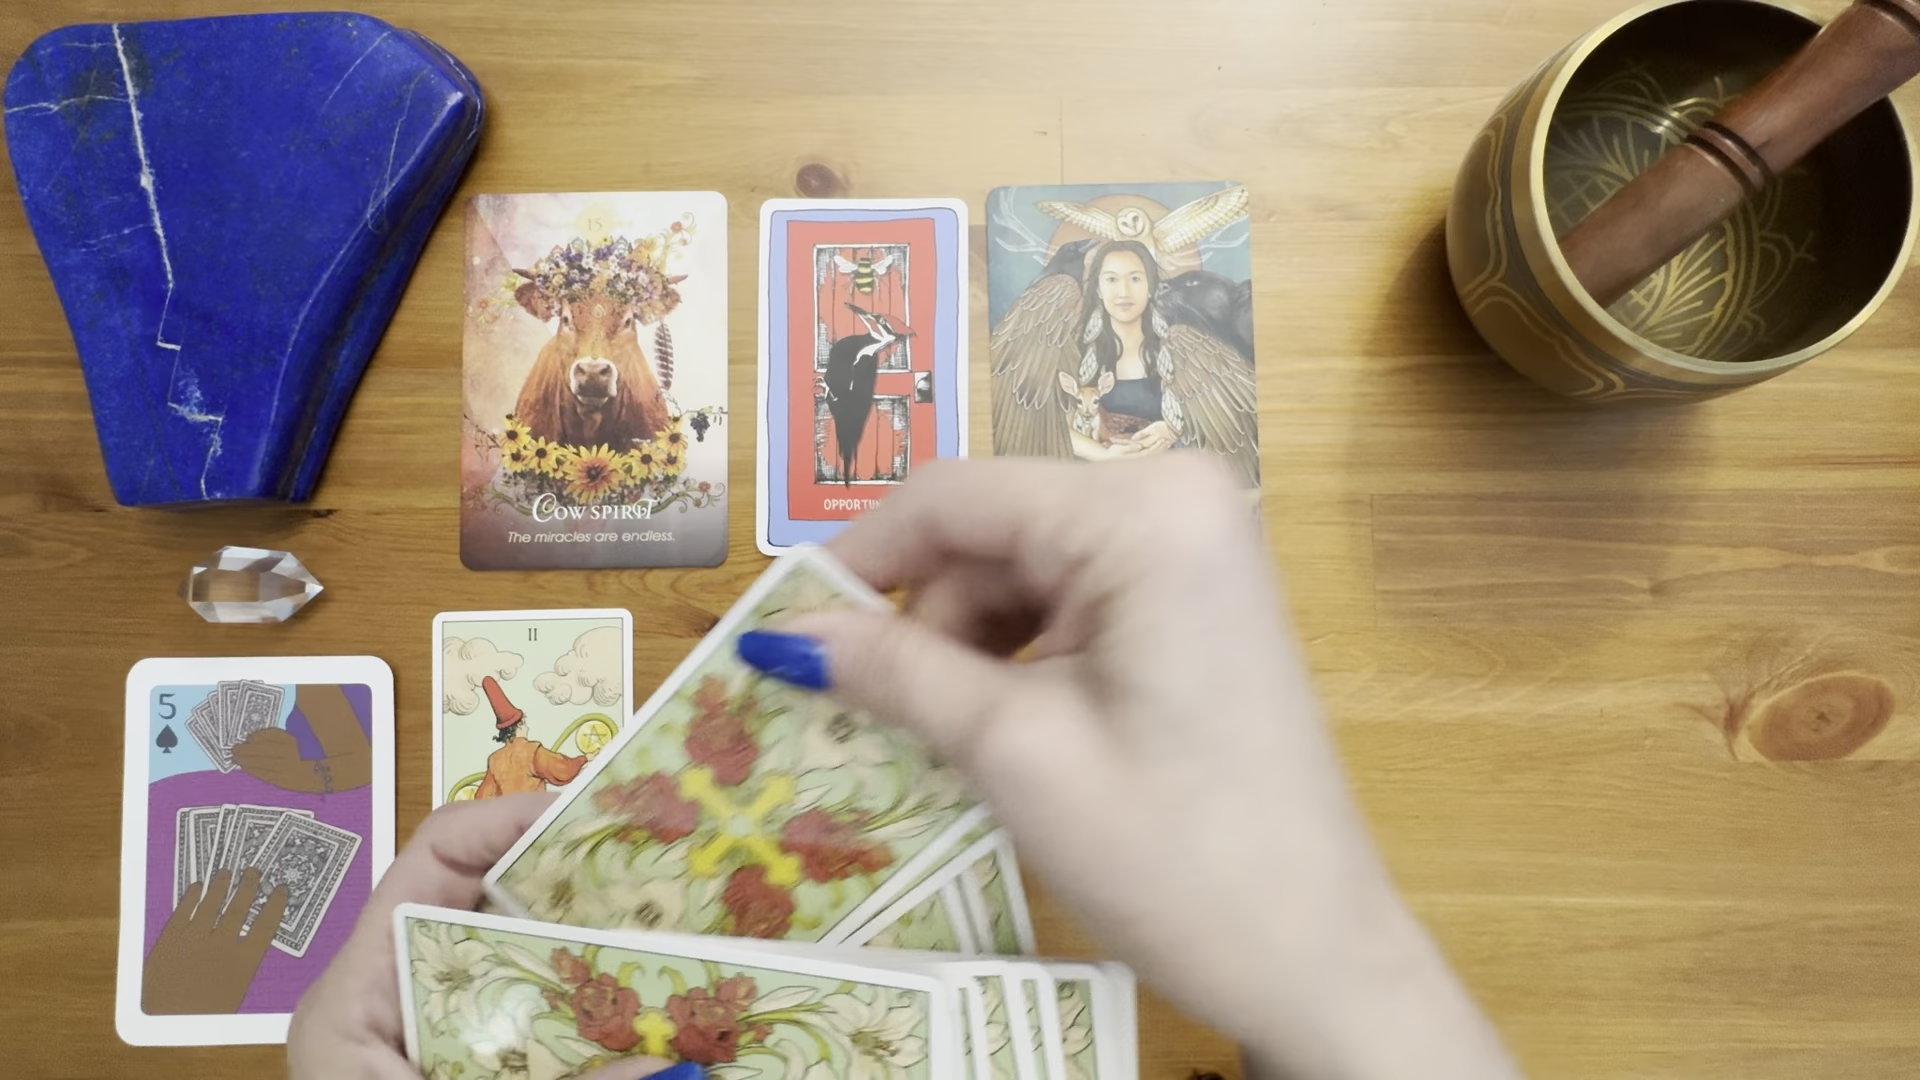 15
Cow Spirit
The miracles are endless.
OPPORTUN
5
II